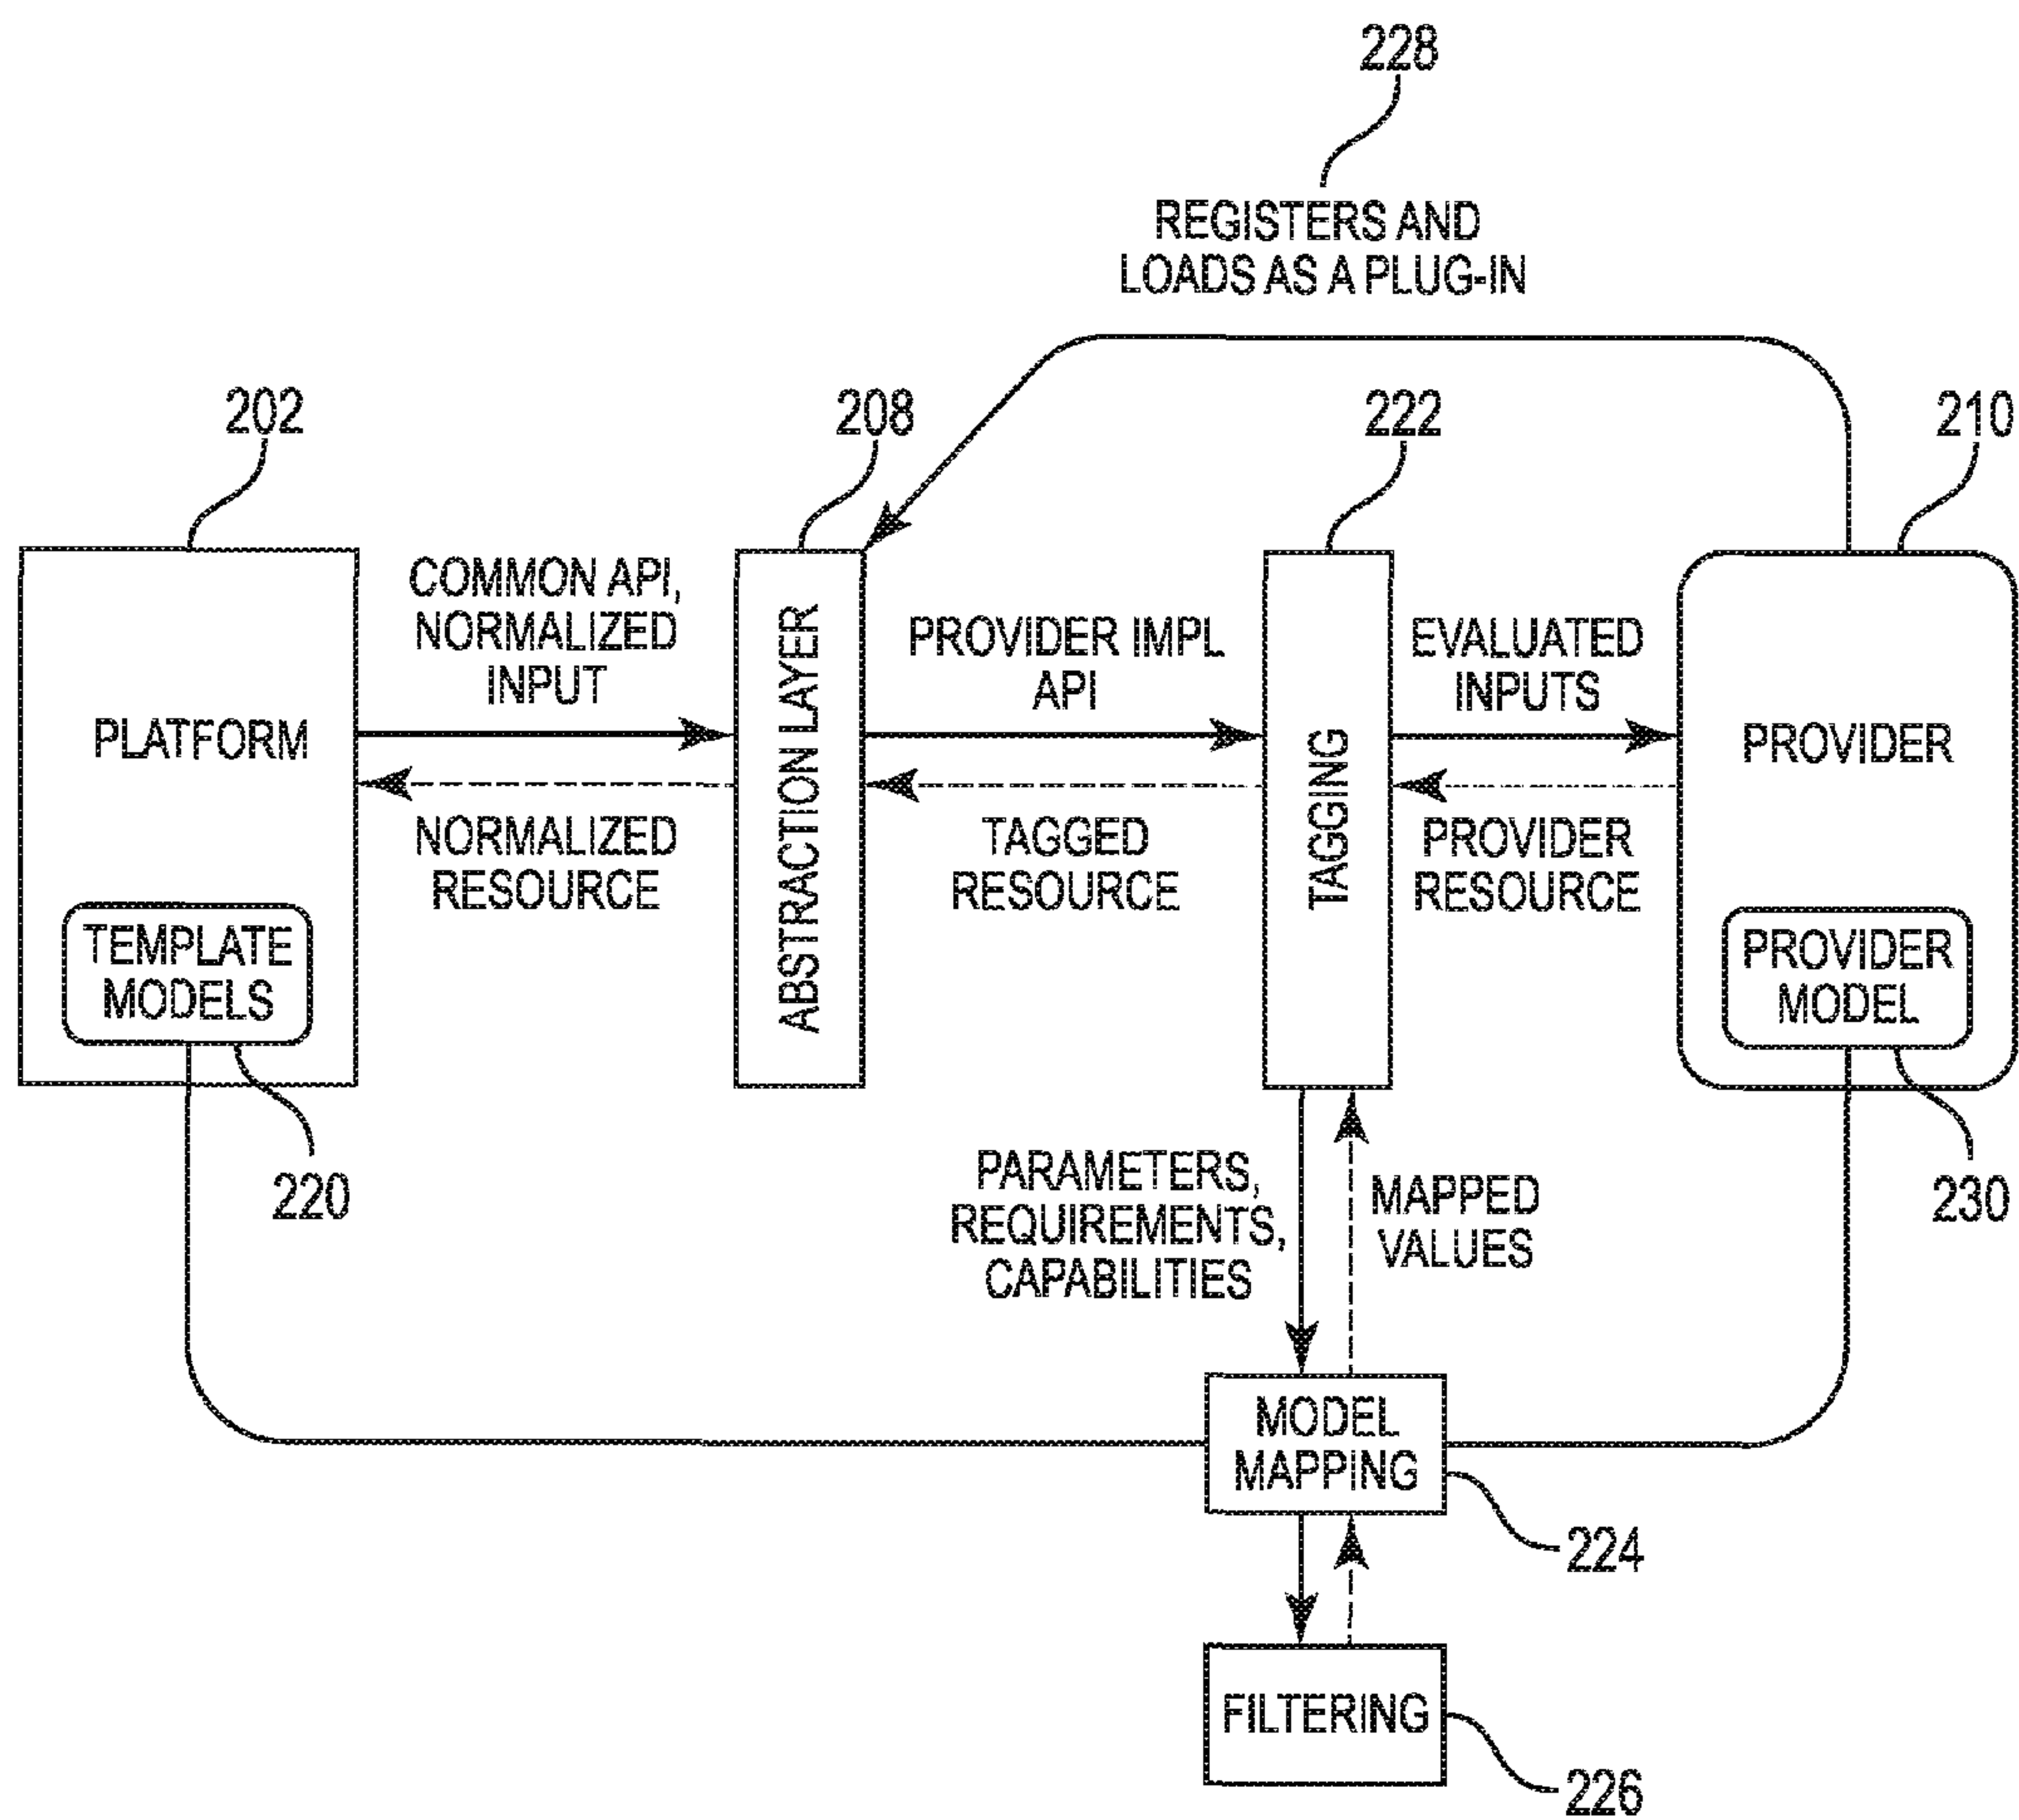 228
REGISTERS AND
LOADS AS A PLUG-IN
202
208
222
210
COMMON API,
NORMALIZED
INPUT
PROVIDER IMPL
API
EVALUATED
INPUTS
PLATFORM
ABSTRACTION LAYER
TAGGING
PROVIDER
NORMALIZED
RESOURCE
TAGGED
RESOURCE
PROVIDER
RESOURCE
TEMPLATE
MODELS
PROVIDER
MODEL
220
230
PARAMETERS,
REQUIREMENTS,
CAPABILITIES
MAPPED
VALUES
MODEL
MAPPING
224
FILTERING
226